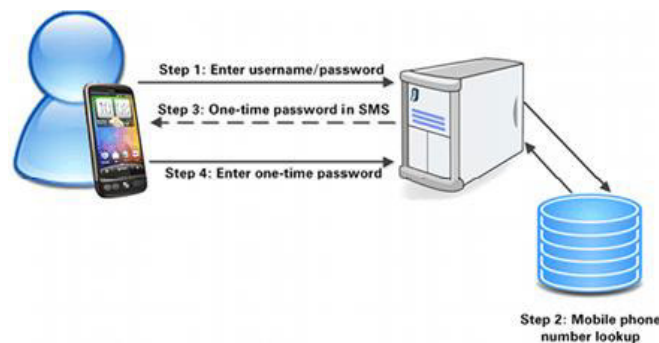 Step 1: Enter username/password
Step 3: One-time password in SMS
Step 4: Enter one-time password
Step 2: Mobile phone
number lookup